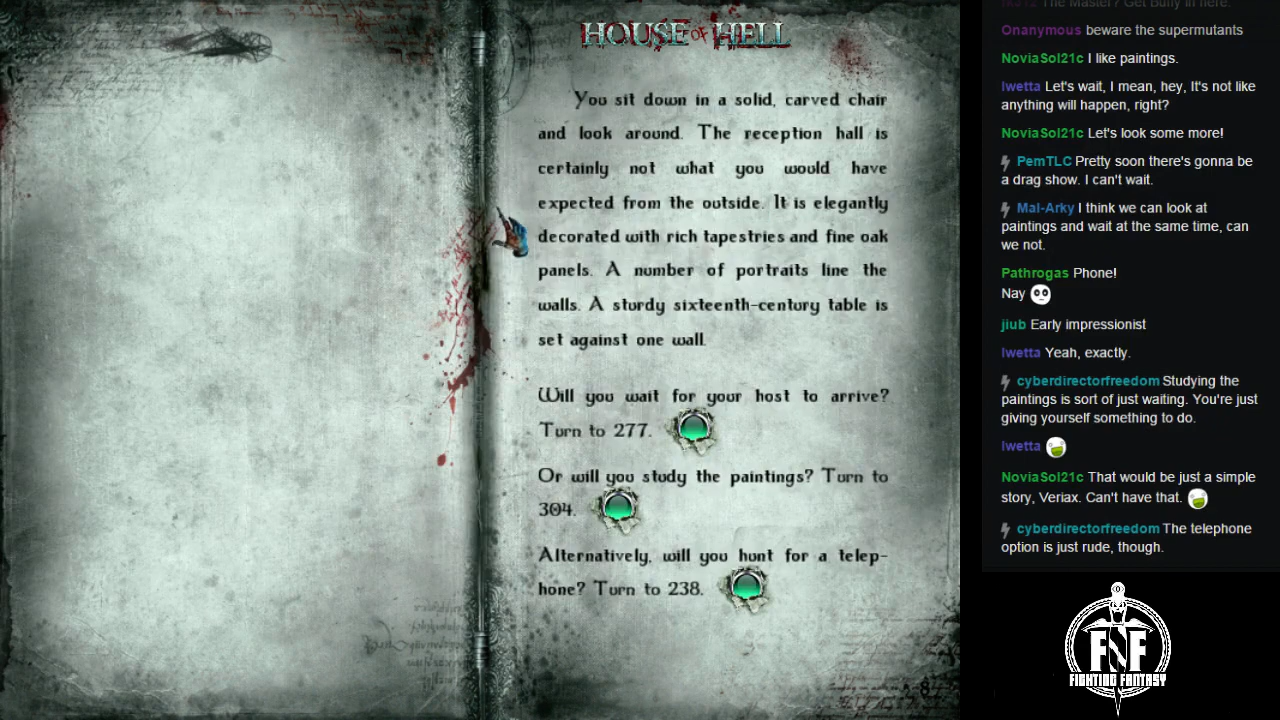 HOUSE OF HELL
You sit down in a solid, carved chair
and look around. The reception hall is
certainly not what you would have
expected from the outside. It is elegantly
decorated with rich tapestries and fine oak
panels. A number of portraits line the
walls. A sturdy sixteenth-century table is
set against one wall.
Will you wait for your host to arrive?
Turn to 277.
Or will you study the paintings? Turn to
304.
Alternatively, will you hunt for a telep-
hone? Turn to 238.
The Master? Get Buffy in here.
Onanymous beware the supermutants
NoviaSol21c I like paintings.
Iwetta Let's wait, I mean, hey, It's not like
anything will happen, right?
NoviaSol21c Let's look some more!
PemTLC Pretty soon there's gonna be
a drag show. I can't wait.
Mal-Arky I think we can look at
paintings and wait at the same time, can
we not.
Pathrogas Phone!
Nay
jiub Early impressionist
Iwetta Yeah, exactly.
cyberdirectorfreedom Studying the
paintings is sort of just waiting. You're just
giving yourself something to do.
Iwetta
NoviaSol21c That would be just a simple
story, Veriax. Can't have that.
cyberdirectorfreedom The telephone
option is just rude, though.
FF
FIGHTING FANTASY